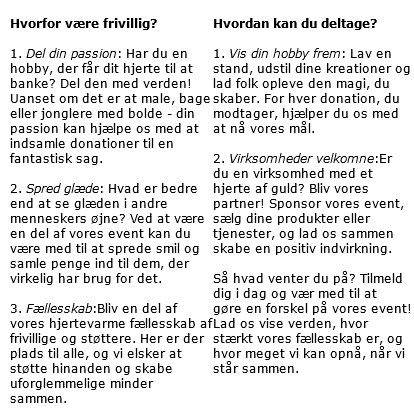 Hvorfor være frivillig?
1. Del din passion: Har du en
hobby, der får dit hjerte til at
banke? Del den med verden!
Uanset om det er at male, bage
eller jonglere med bolde - din
passion kan hjælpe os med at
indsamle donationer til en
fantastisk sag.
2. Spred glæde: Hvad er bedre
end at se glæden i andre
menneskers øjne? Ved at være
en del af vores event kan du
være med til at sprede smil og
samle penge ind til dem, der
virkelig har brug for det.
3. Fællesskab:Bliv en del af
vores hjertevarme fællesskab af
frivillige og støttere. Her er der
plads til alle, og vi elsker at
støtte hinanden og skabe
uforglemmelige minder
sammen.
Hvordan kan du deltage?
1. Vis din hobby frem: Lav en
stand, udstil dine kreationer og
lad folk opleve den magi, du
skaber. For hver donation, du
modtager, hjælper du os med
at nå vores mål.
2. Virksomheder velkomne:Er
du en virksomhed med et
hjerte af guld? Bliv vores
partner! Sponsor vores event,
sælg dine produkter eller
tjenester, og lad os sammen
skabe en positiv indvirkning.
Så hvad venter du på? Tilmeld
dig i dag og vær med til at
gøre en forskel på vores event!
Lad os vise verden, hvor
stærkt vores fællesskab er, og
hvor meget vi kan opnå, når vi
står sammen.